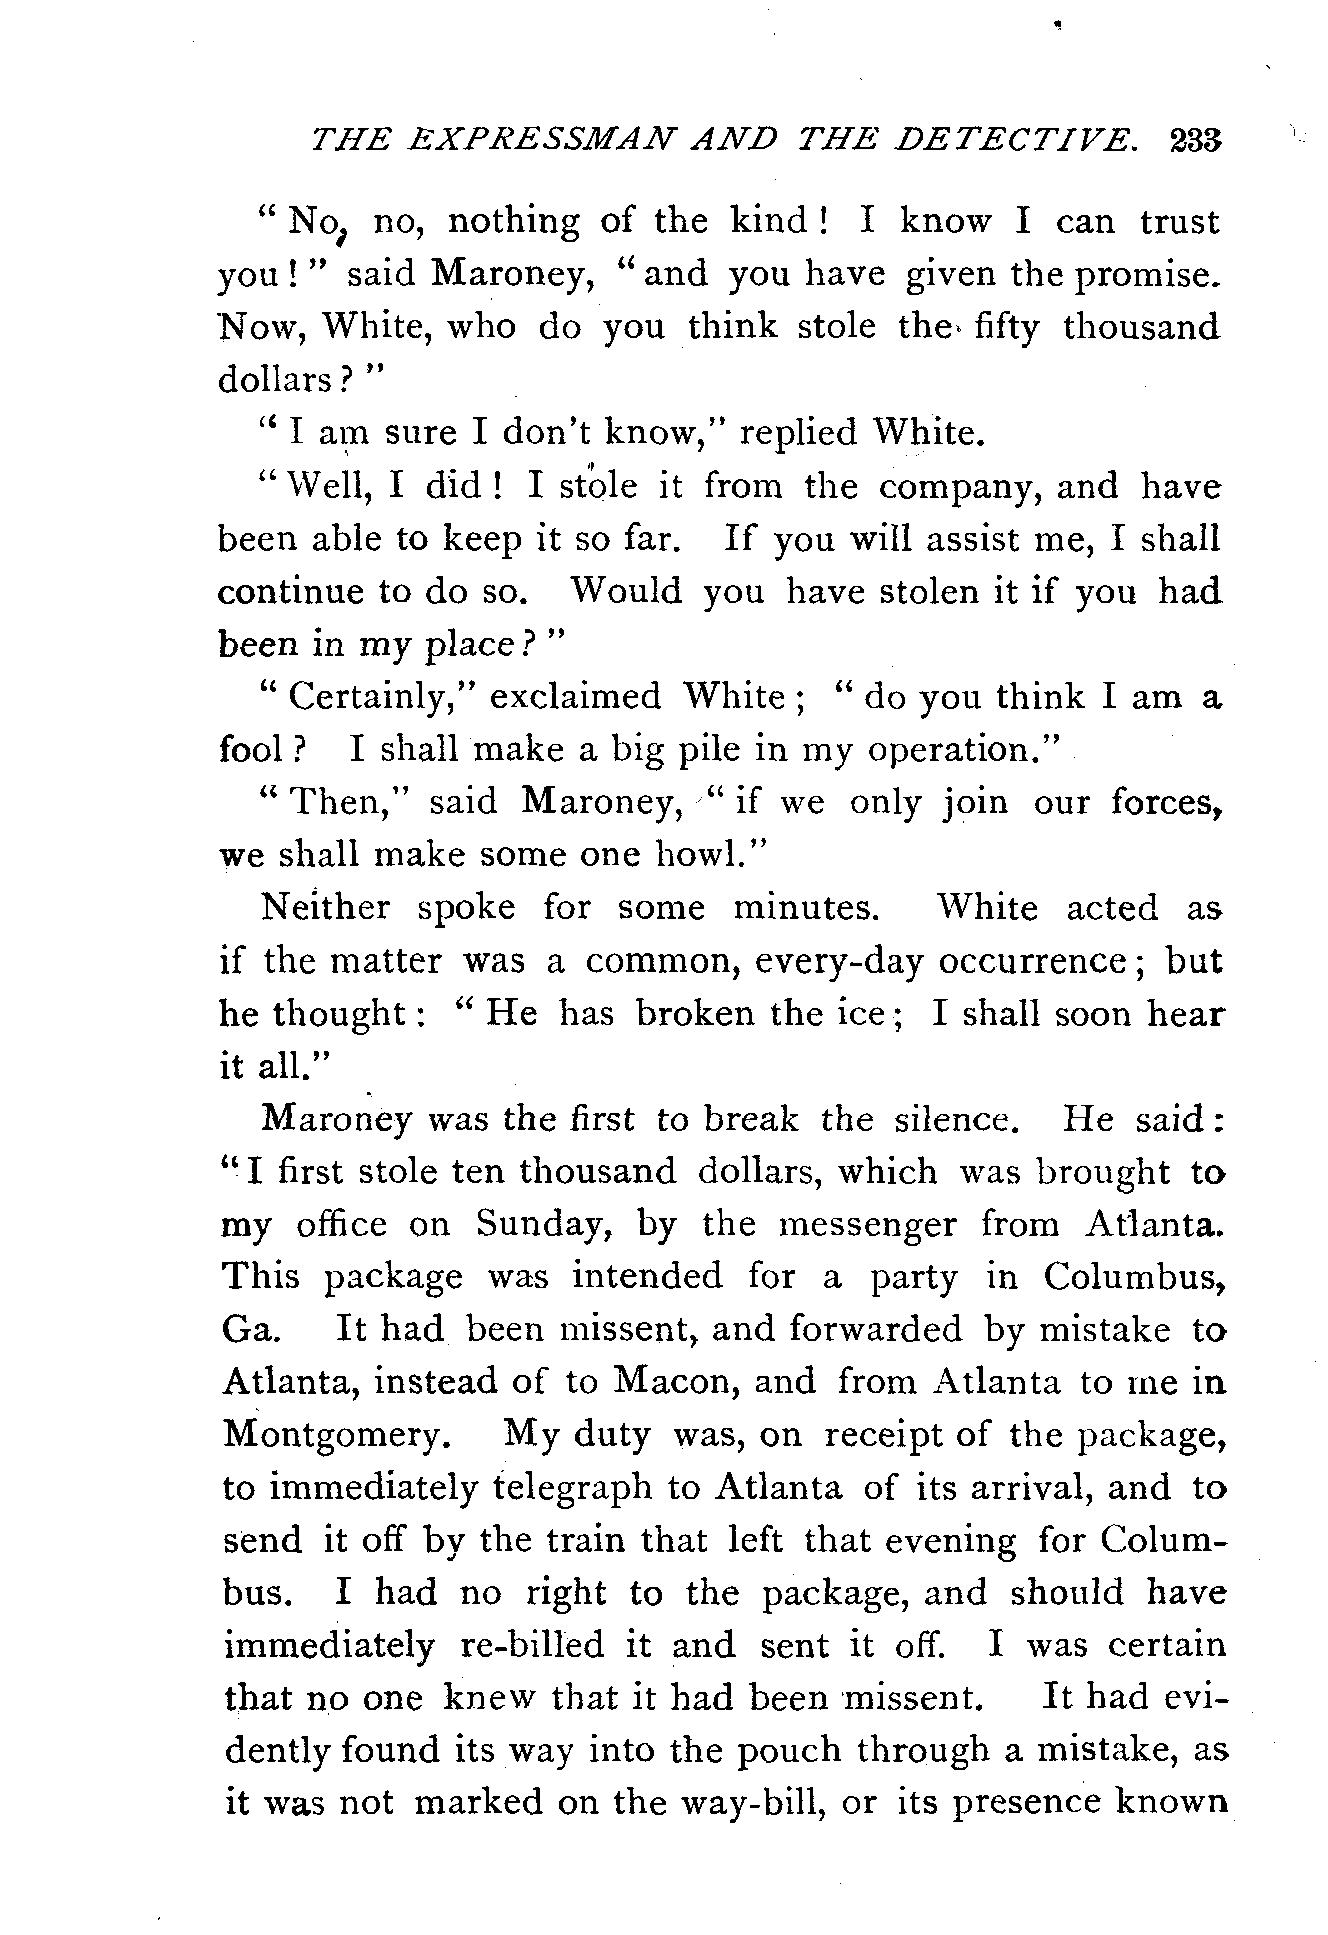 THE EXPRESSMAN AND THE DETECTIVE. 233
“No, no, nothing of the kind! I know I can trust
you!” said Maroney, “and you have given the promise.
Now, White, who do you think stole the fifty thousand
dollars?”
“I am sure I don't know,” replied White.
“Well, I did! I stole it from the company, and have
been able to keep it so far. If you will assist me, I shall
continue to do so. Would you have stolen it if you had
been in my place?”
“Certainly,” exclaimed White; “do you think I am a
fool? I shall make a big pile in my operation.”
“Then,” said Maroney, “if we only join our forces,
we shall make some one howl.”
Neither spoke for some minutes. White acted as
if the matter was a common, every-day occurrence; but
he thought: “He has broken the ice; I shall soon hear
it all.”
Maroney was the first to break the silence. He said:
“I first stole ten thousand dollars, which was brought to
my office on Sunday, by the messenger from Atlanta.
This package was intended for a party in Columbus,
Ga. It had been missent, and forwarded by mistake to
Atlanta, instead of to Macon, and from Atlanta to me in
Montgomery. My duty was, on receipt of the package,
to immediately telegraph to Atlanta of its arrival, and to
send it off by the train that left that evening for Colum-
bus. I had no right to the package, and should have
immediately re-billed it and sent it off. I was certain
that no one knew that it had been missent. It had evi-
dently found its way into the pouch through a mistake, as
it was not marked on the way-bill, or its presence known